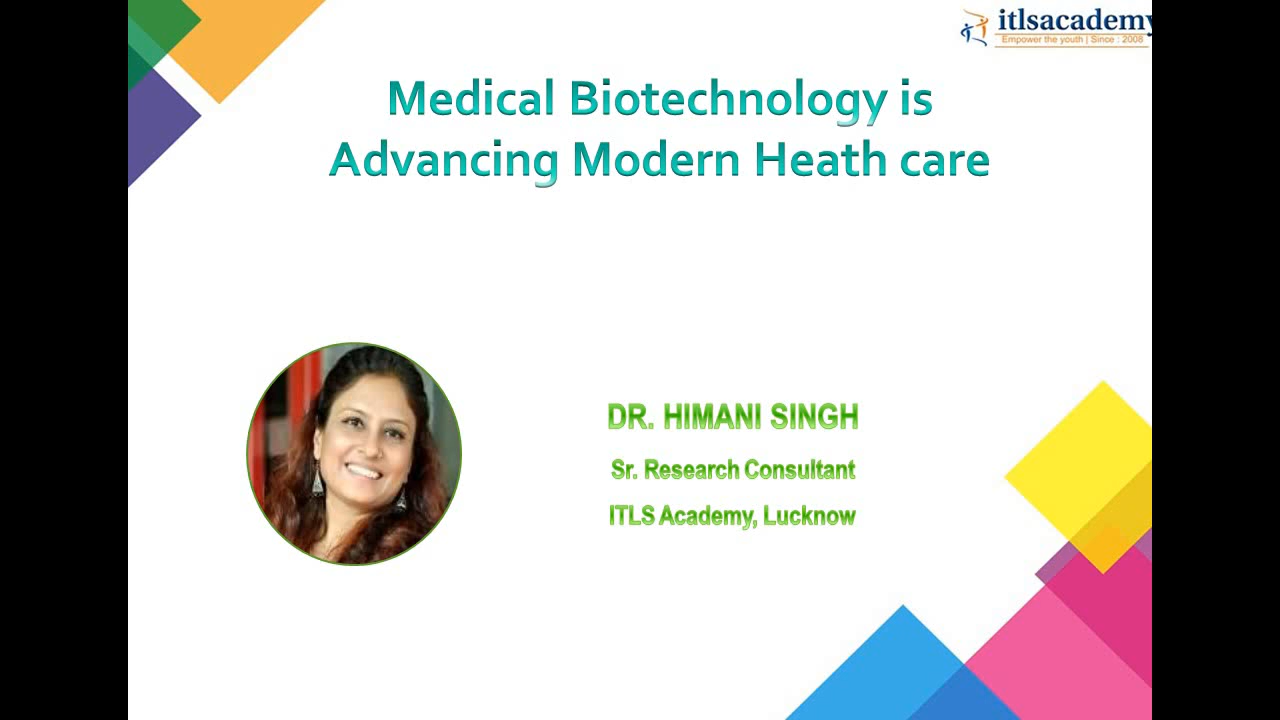 itlsacademy
Empower the youth | Since : 2008
Medical Biotechnology is
Advancing Modern Heath care
DR. HIMANI SINGH
Sr. Research Consultant
ITLS Academy, Lucknow